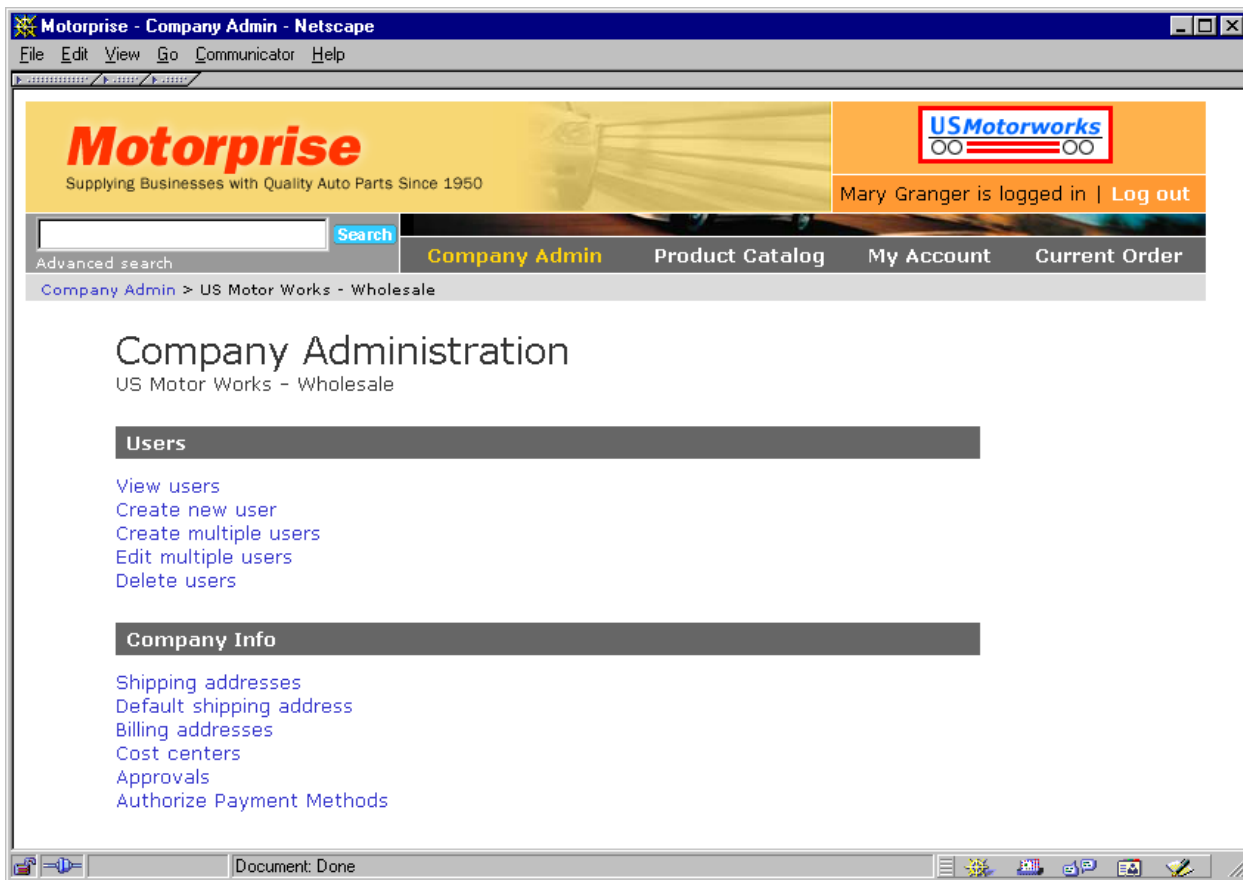 Motorprise - Company Admin - Netscape
File Edit View Go Communicator Help
Motorprise
Supplying Businesses with Quality Auto Parts Since 1950
USMotorworks
Mary Granger is logged in | Log out
Search
Advanced search
Company Admin Product Catalog My Account Current Order
Company Admin > US Motor Works - Wholesale
Company Administration
US Motor Works - Wholesale
Users
View users
Create new user
Create multiple users
Edit multiple users
Delete users
Company Info
Shipping addresses
Default shipping address
Billing addresses
Cost centers
Approvals
Authorize Payment Methods
Document: Done